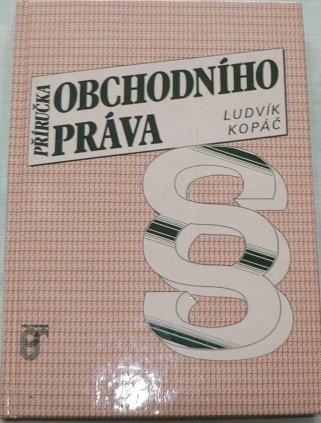 PŘÍRUČKA
OBCHODNÍHO
PRÁVA
LUDVÍK
KOPÁČ
§